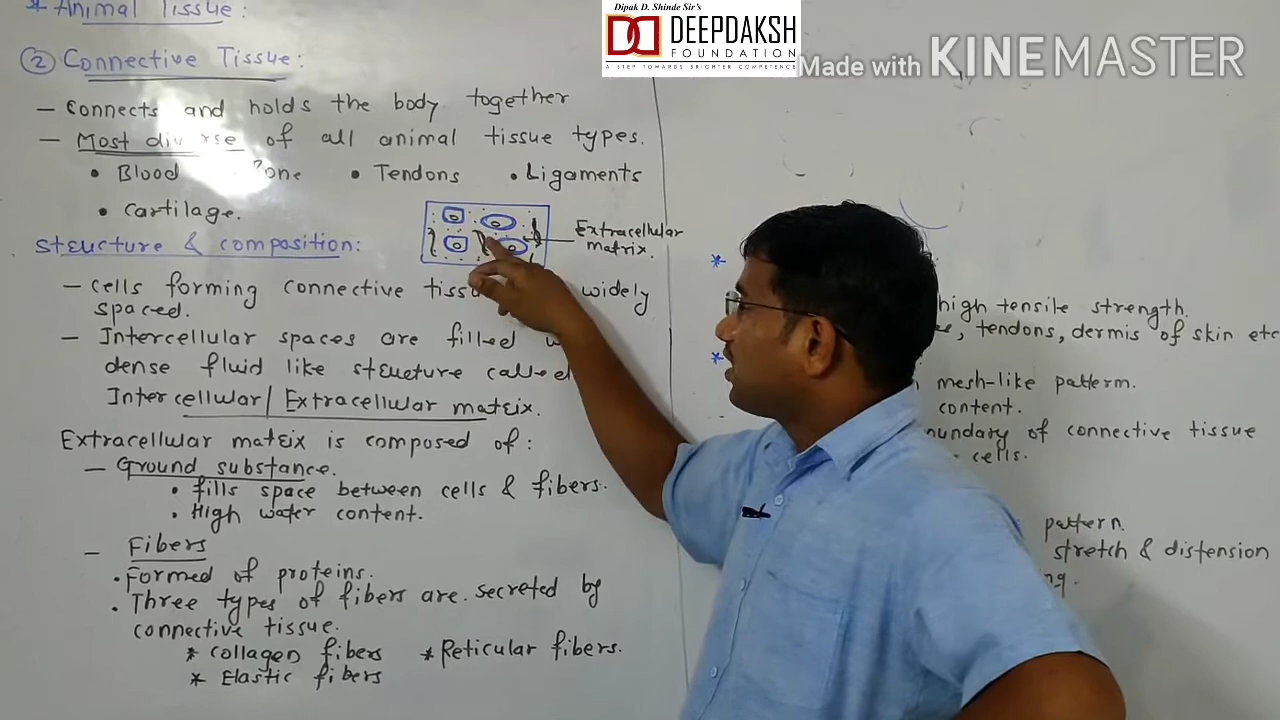 * Animal Tissue:
Dipak D. Shinde Sir's
DEEPDAKSH
FOUNDATION
A STEP TOWARDS BRIGHTER COMPETENCE
Made with KINEMASTER
② Connective Tissue:
– Connects and holds the body together
– Most diverse of all animal tissue types.
• Blood Bone • Tendons • Ligaments
• Cartilage.
Structure & composition:
Extracellular
matrix.
– Cells forming connective widely
spaced.
– Intercellular spaces are filled
dense fluid like structure called
Intercellular/Extracellular matrix.
Extracellular matrix is composed of:
– Ground substance.
• fills space between cells & fibers.
• High water content.
– Fibers
• Formed of proteins.
• Three types of fibers are secreted by
connective tissue.
* Collagen fibers * Reticular fibers.
* Elastic fibers
*
high tensile strength.
tendons, dermis of skin etc
*
mesh-like pattern.
content.
of connective tissue
cells.
pattern.
stretch & distension